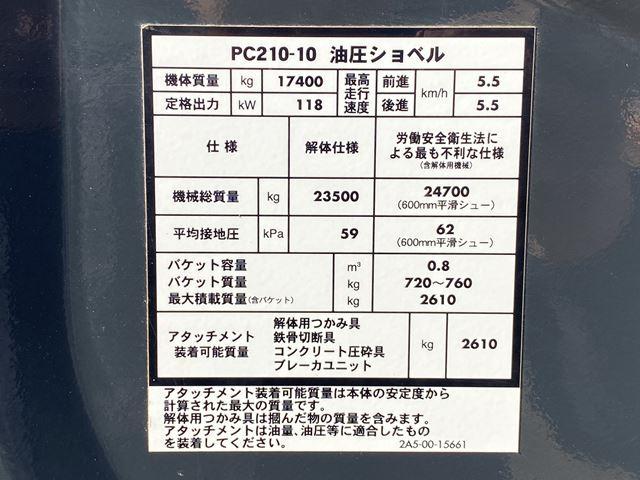 PC210-10 油圧ショベル
機体質量 kg 17400 最高走行速度 前進 km/h 5.5
定格出力 kW 118 後進 5.5
仕様 解体仕様 労働安全衛生法
による最も不利な仕様
(含解体用機械)
機械総質量 kg 23500 24700
(600mm平滑シュー)
平均接地圧 kPa 59 62
(600mm平滑シュー)
バケット容量 m³ 0.8
バケット質量 kg 720〜760
最大積載質量(含バケット) kg 2610
アタッチメント
装着可能質量
解体用つかみ具
鉄骨切断具
コンクリート圧砕具
ブレーカユニット
kg 2610
アタッチメント装着可能質量は本体の安定度から
計算された最大の質量です。
解体用つかみ具は掴んだ物の質量を含みます。
アタッチメントは油量、油圧等に適合したもの
を装着してください。 2A5-00-15661